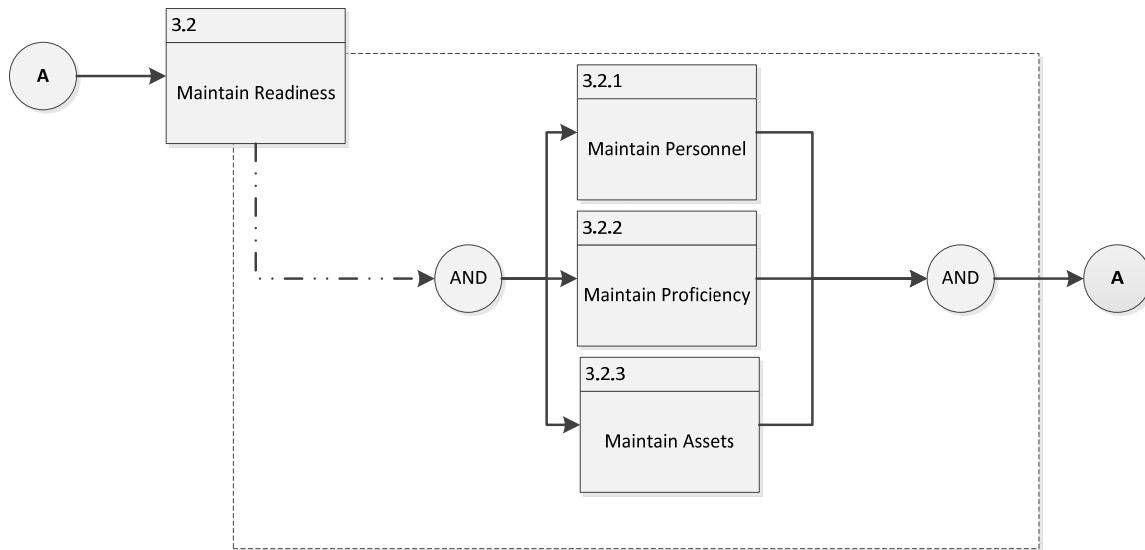 A
3.2
Maintain Readiness
3.2.1
Maintain Personnel
AND
3.2.2
Maintain Proficiency
AND
A
3.2.3
Maintain Assets